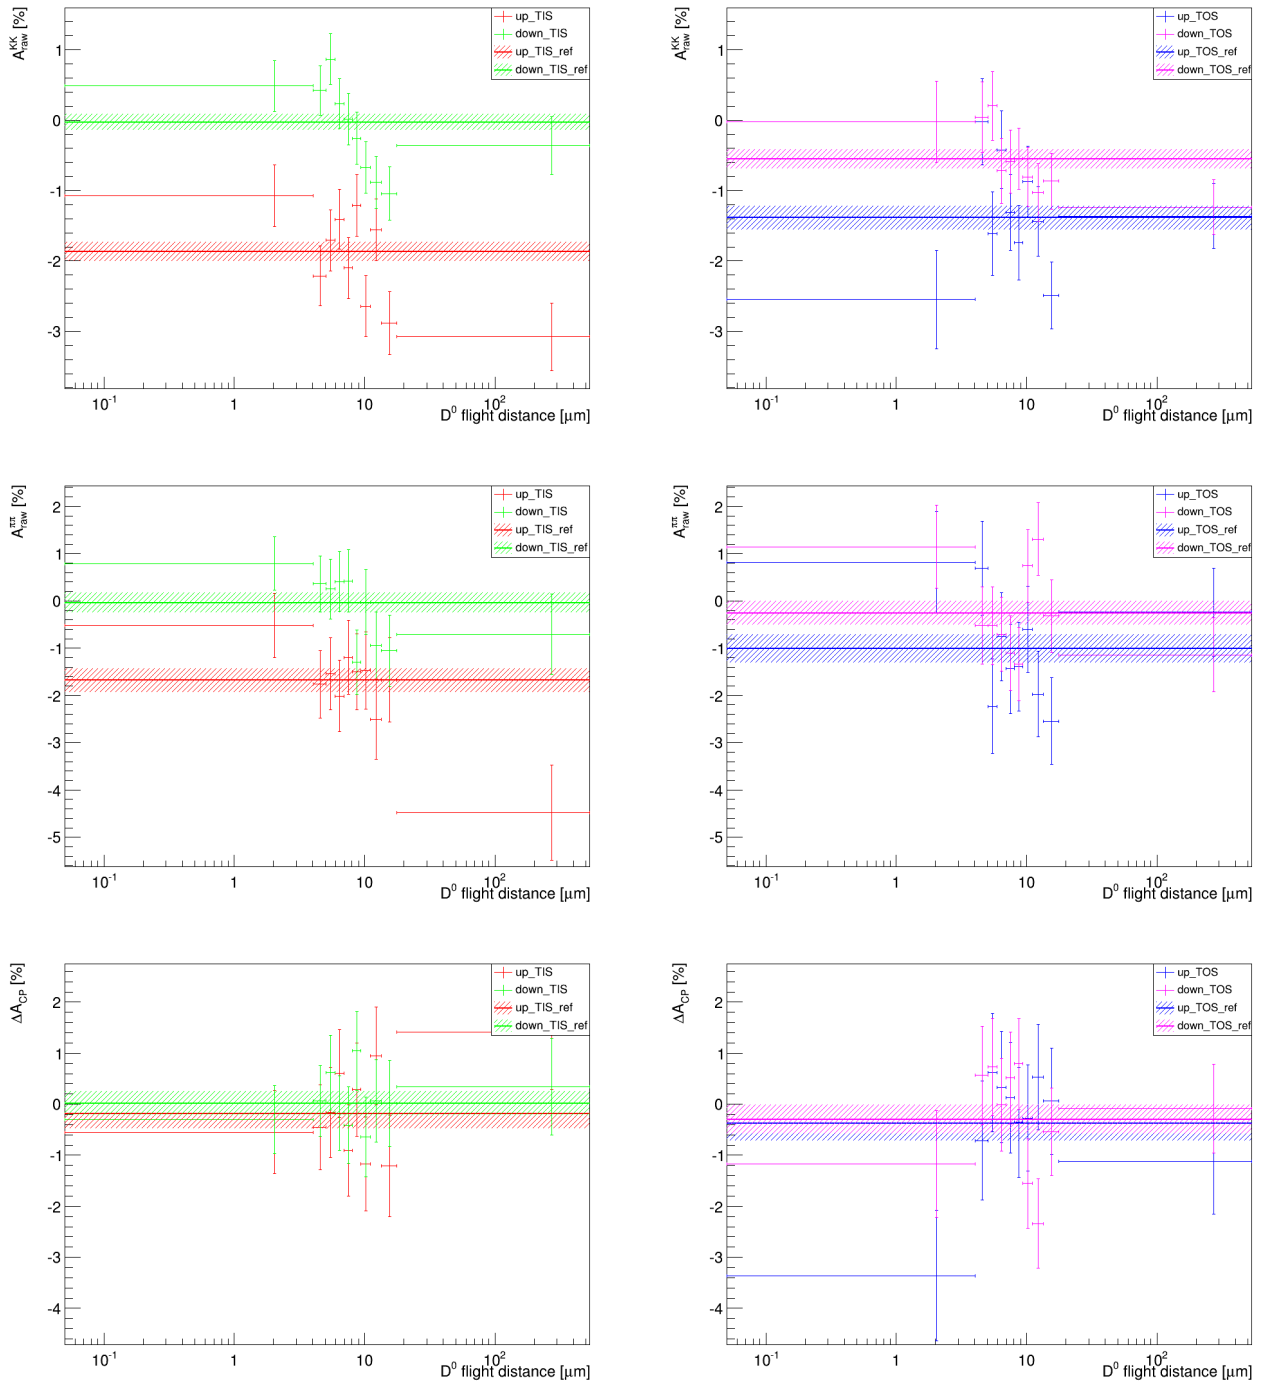 A_raw^KK [%]
1
0
-1
-2
-3
up_TIS
down_TIS
up_TIS_ref
down_TIS_ref
10^-1 1 10 10^2
D^0 flight distance [μm]
A_raw^KK [%]
1
0
-1
-2
-3
up_TOS
down_TOS
up_TOS_ref
down_TOS_ref
10^-1 1 10 10^2
D^0 flight distance [μm]
A_raw^ππ [%]
2
1
0
-1
-2
-3
-4
-5
up_TIS
down_TIS
up_TIS_ref
down_TIS_ref
10^-1 1 10 10^2
D^0 flight distance [μm]
A_raw^ππ [%]
2
1
0
-1
-2
-3
-4
-5
up_TOS
down_TOS
up_TOS_ref
down_TOS_ref
10^-1 1 10 10^2
D^0 flight distance [μm]
ΔA_CP [%]
2
1
0
-1
-2
-3
-4
up_TIS
down_TIS
up_TIS_ref
down_TIS_ref
10^-1 1 10 10^2
D^0 flight distance [μm]
ΔA_CP [%]
2
1
0
-1
-2
-3
-4
up_TOS
down_TOS
up_TOS_ref
down_TOS_ref
10^-1 1 10 10^2
D^0 flight distance [μm]